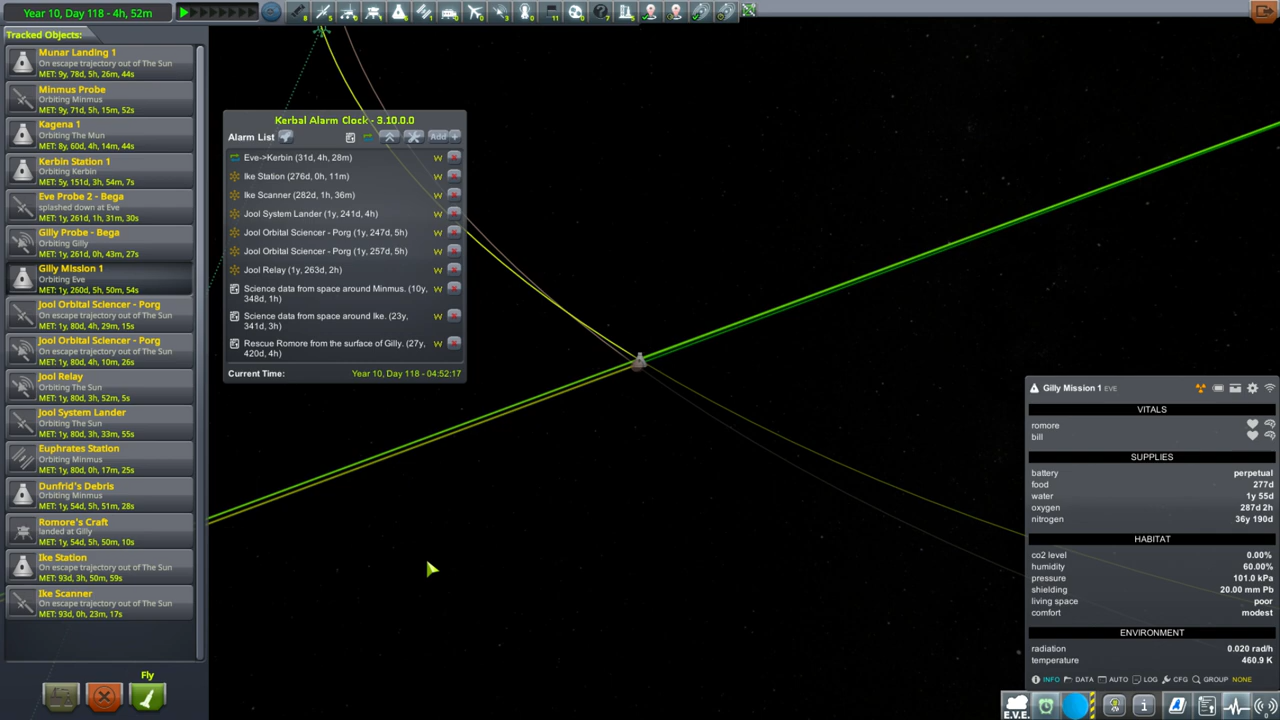 Year 10, Day 118 - 4h, 52m
Tracked Objects:
Munar Landing 1
On escape trajectory out of The Sun
MET: 9y, 78d, 5h, 26m, 44s
Minmus Probe
Orbiting Minmus
MET: 9y, 71d, 5h, 15m, 52s
Kagena 1
Orbiting The Mun
MET: 8y, 60d, 4h, 14m, 44s
Kerbin Station 1
Orbiting Kerbin
MET: 5y, 151d, 3h, 54m, 7s
Eve Probe 2 - Bega
splashed down at Eve
MET: 1y, 261d, 1h, 31m, 30s
Gilly Probe - Bega
Orbiting Gilly
MET: 1y, 261d, 0h, 43m, 27s
Gilly Mission 1
Orbiting Eve
MET: 1y, 260d, 5h, 50m, 54s
Jool Orbital Sciencer - Porg
On escape trajectory out of The Sun
MET: 1y, 80d, 4h, 29m, 15s
Jool Orbital Sciencer - Porg
On escape trajectory out of The Sun
MET: 1y, 80d, 4h, 10m, 26s
Jool Relay
Orbiting The Sun
MET: 1y, 80d, 3h, 52m, 5s
Jool System Lander
Orbiting The Sun
MET: 1y, 80d, 3h, 33m, 55s
Euphrates Station
Orbiting Minmus
MET: 1y, 80d, 0h, 17m, 25s
Dunfrid's Debris
Orbiting Minmus
MET: 1y, 54d, 5h, 51m, 28s
Romore's Craft
landed at Gilly
MET: 1y, 54d, 5h, 50m, 10s
Ike Station
On escape trajectory out of The Sun
MET: 93d, 3h, 50m, 59s
Ike Scanner
On escape trajectory out of The Sun
MET: 93d, 0h, 23m, 17s
Fly
Kerbal Alarm Clock - 3.10.0.0
Alarm List Add +
Eve->Kerbin (31d, 4h, 28m) W
Ike Station (276d, 0h, 11m) W
Ike Scanner (282d, 1h, 36m) W
Jool System Lander (1y, 241d, 4h) W
Jool Orbital Sciencer - Porg (1y, 247d, 5h) W
Jool Orbital Sciencer - Porg (1y, 257d, 5h) W
Jool Relay (1y, 263d, 2h) W
Science data from space around Minmus. (10y, W
348d, 1h)
Science data from space around Ike. (23y, W
341d, 3h)
Rescue Romore from the surface of Gilly. (27y, W
420d, 4h)
Current Time: Year 10, Day 118 - 04:52:17
Gilly Mission 1 EVE
VITALS
romore
bill
SUPPLIES
battery perpetual
food 277d
water 1y 55d
oxygen 287d 2h
nitrogen 36y 190d
HABITAT
co2 level 0.00%
humidity 60.00%
pressure 101.0 kPa
shielding 20.00 mm Pb
living space poor
comfort modest
ENVIRONMENT
radiation 0.020 rad/h
temperature 460.9 K
INFO DATA AUTO LOG CFG GROUP NONE
E.V.E.